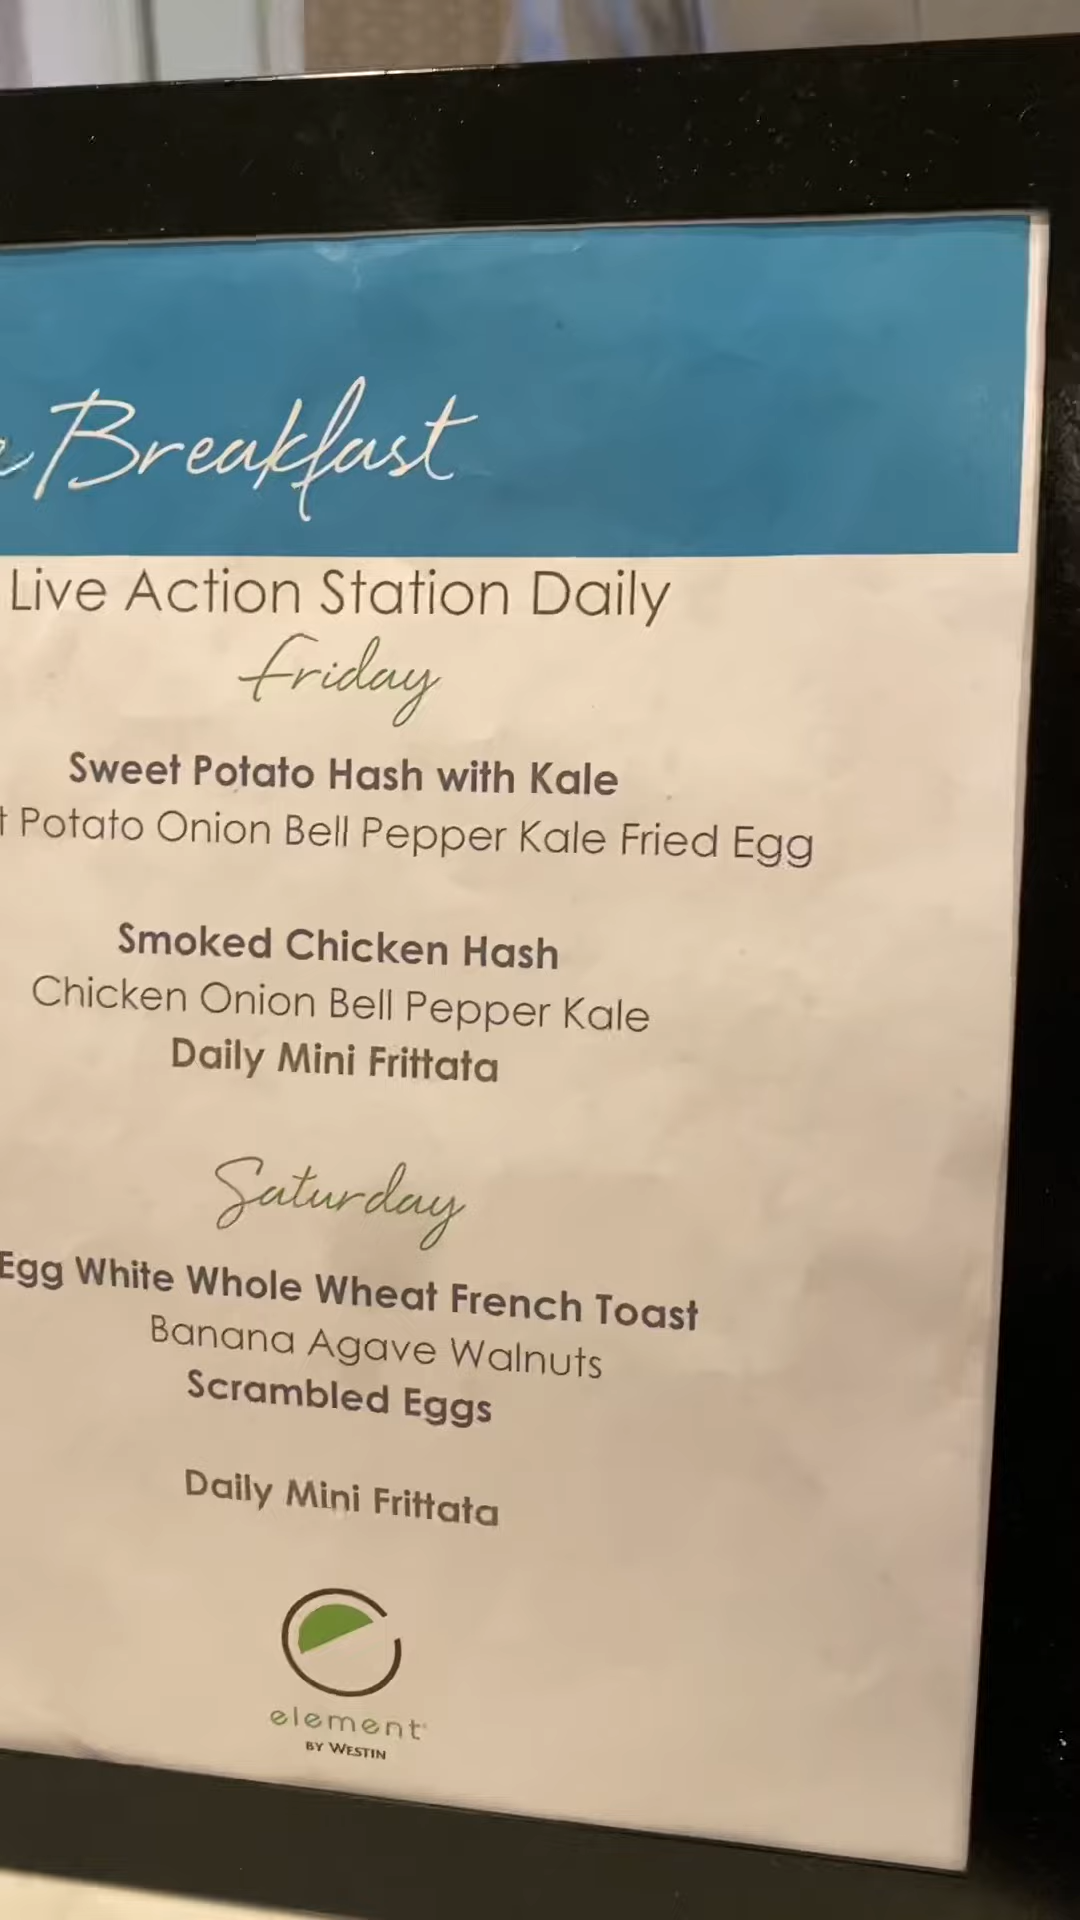 Breakfast
Live Action Station Daily
Friday
Sweet Potato Hash with Kale
Potato Onion Bell Pepper Kale Fried Egg
Smoked Chicken Hash
Chicken Onion Bell Pepper Kale
Daily Mini Frittata
Saturday
Egg White Whole Wheat French Toast
Banana Agave Walnuts
Scrambled Eggs
Daily Mini Frittata
element
BY WESTIN